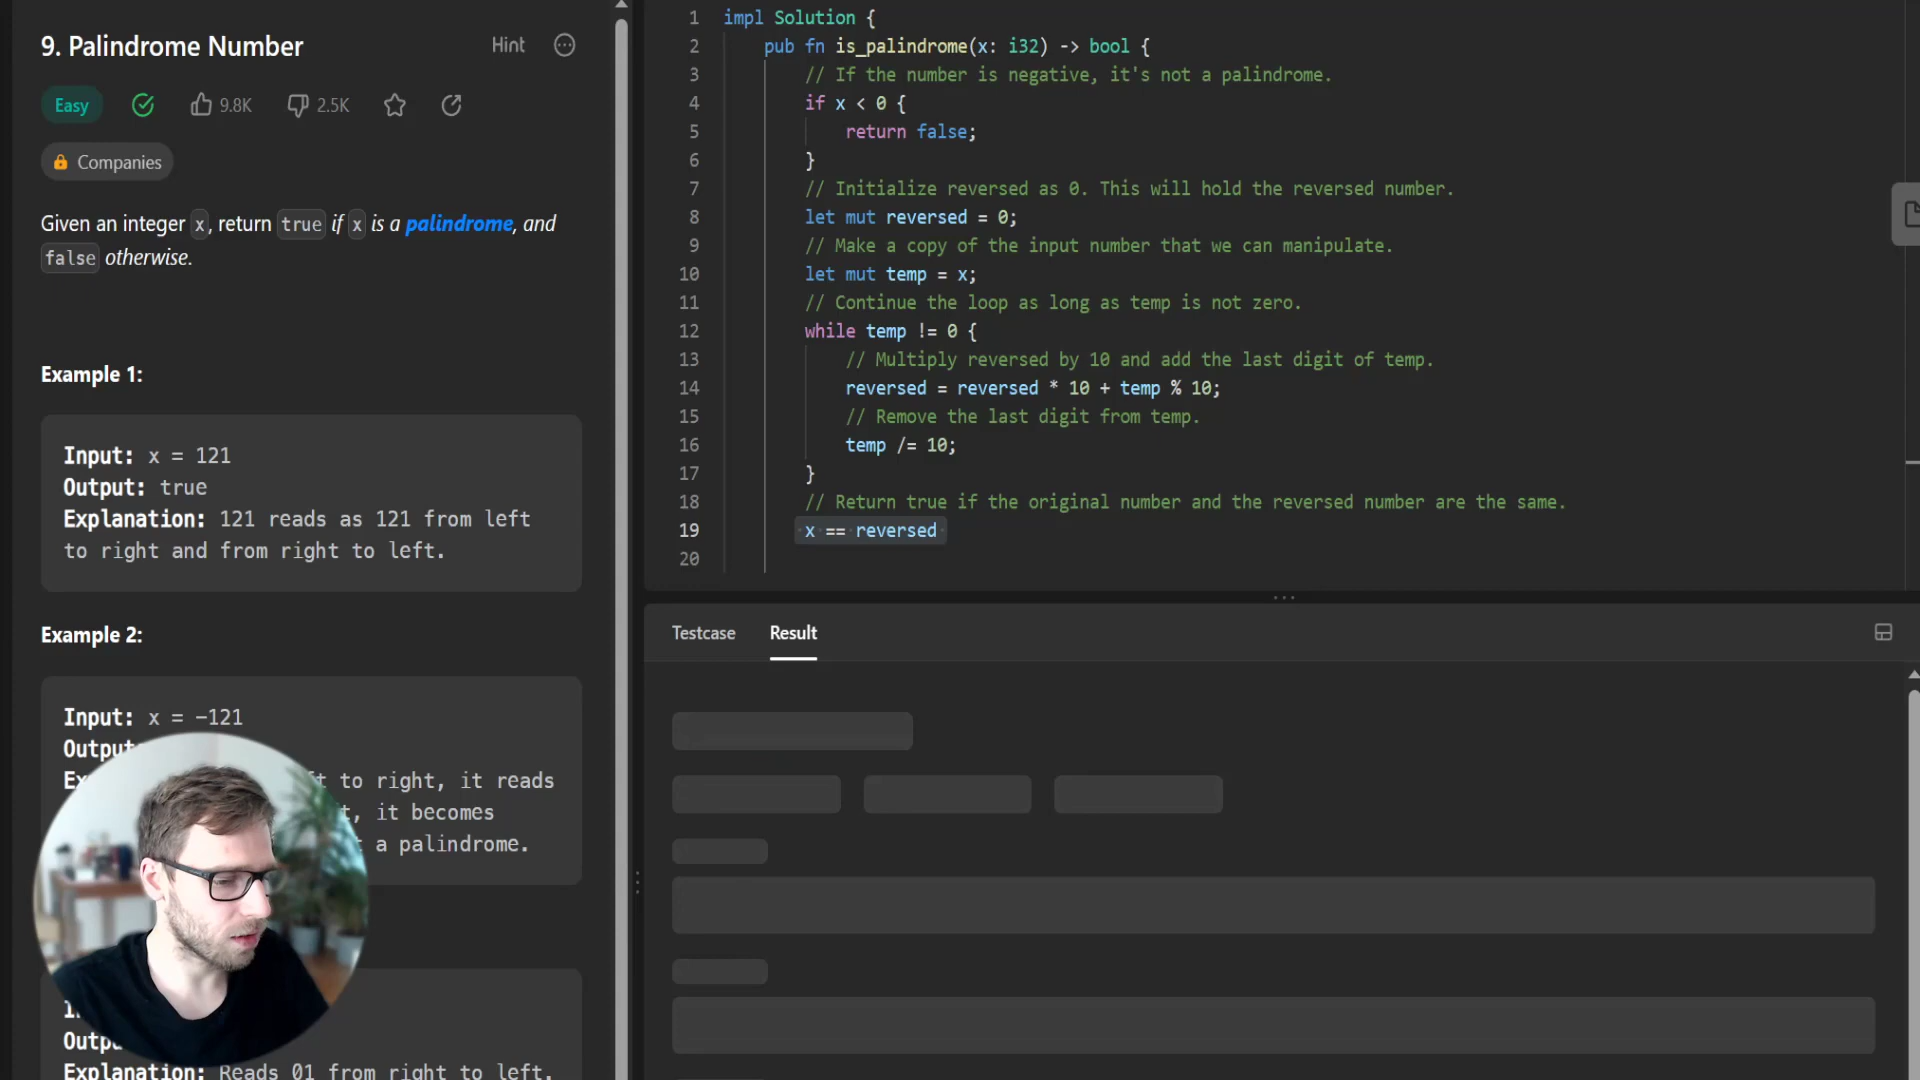 9. Palindrome Number
Hint
Easy
9.8K
2.5K
Companies
Given an integer x, return true if x is a palindrome, and
false otherwise.
Example 1:
Input: x = 121
Output: true
Explanation: 121 reads as 121 from left
to right and from right to left.
Example 2:
Input: x = -121
Output
t to right, it reads
, it becomes
a palindrome.
Outpu
Explanation: Reads 01 from right to left.
1 impl Solution {
2 pub fn is_palindrome(x: i32) -> bool {
3 // If the number is negative, it's not a palindrome.
4 if x < 0 {
5 return false;
6 }
7 // Initialize reversed as 0. This will hold the reversed number.
8 let mut reversed = 0;
9 // Make a copy of the input number that we can manipulate.
10 let mut temp = x;
11 // Continue the loop as long as temp is not zero.
12 while temp != 0 {
13 // Multiply reversed by 10 and add the last digit of temp.
14 reversed = reversed * 10 + temp % 10;
15 // Remove the last digit from temp.
16 temp /= 10;
17 }
18 // Return true if the original number and the reversed number are the same.
19 x == reversed
20
Testcase
Result